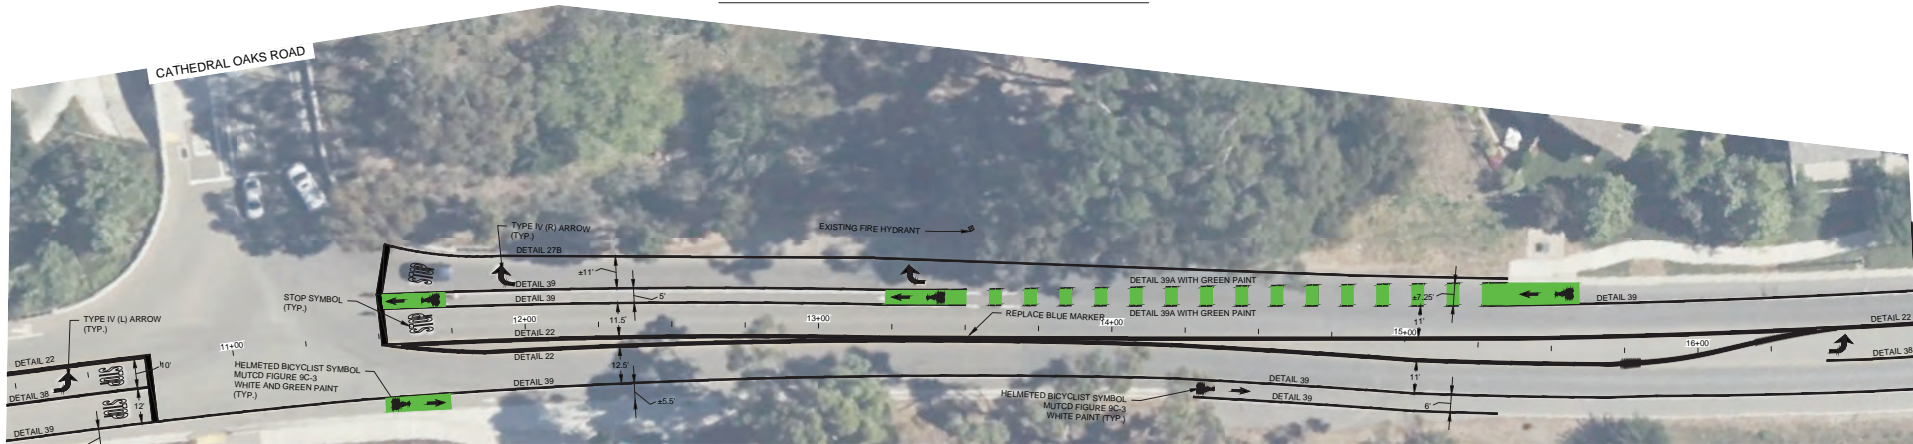 CATHEDRAL OAKS ROAD
TYPE IV (R) ARROW
(TYP.)
EXISTING FIRE HYDRANT
DETAIL 27B
±11'
DETAIL 39
DETAIL 39
5'
STOP SYMBOL
(TYP.)
STOP
STOP
DETAIL 39A WITH GREEN PAINT
DETAIL 39A WITH GREEN PAINT
±7.25'
DETAIL 39
TYPE IV (L) ARROW
(TYP.)
11+00
12+00
11.5'
13+00
REPLACE BLUE MARKER
14+00
11'
15+00
16+00
DETAIL 22
DETAIL 22
DETAIL 22
DETAIL 22
DETAIL 38
10'
STOP
STOP
12'
DETAIL 38
DETAIL 39
HELMETED BICYCLIST SYMBOL
MUTCD FIGURE 9C-3
WHITE AND GREEN PAINT
(TYP.)
12.5'
DETAIL 39
±5.5'
HELMETED BICYCLIST SYMBOL
MUTCD FIGURE 9C-3
WHITE PAINT (TYP.)
DETAIL 39
DETAIL 39
11'
6'